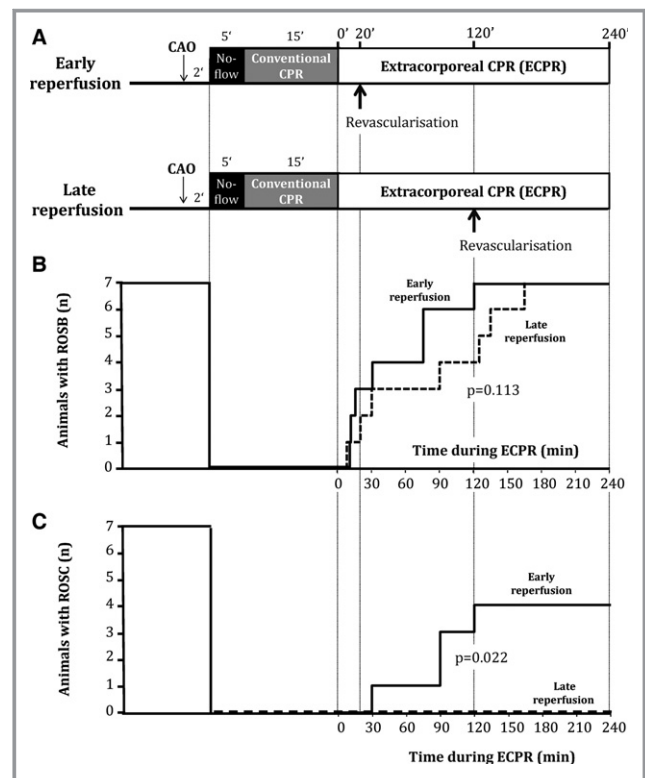 A
5' 15' 0' 20' 120' 240'
CAO
Early reperfusion
2'
No-flow
Conventional CPR
Extracorporeal CPR (ECPR)
Revascularisation
CAO
5' 15'
Late reperfusion
2'
No-flow
Conventional CPR
Extracorporeal CPR (ECPR)
Revascularisation
B
Animals with ROSB (n)
7
6
5
4
3
2
1
0
Early reperfusion
Late reperfusion
p=0.113
Time during ECPR (min)
0 30 60 90 120 150 180 210 240
C
Animals with ROSC (n)
7
6
5
4
3
2
1
0
Early reperfusion
p=0.022
Late reperfusion
0 30 60 90 120 150 180 210 240
Time during ECPR (min)